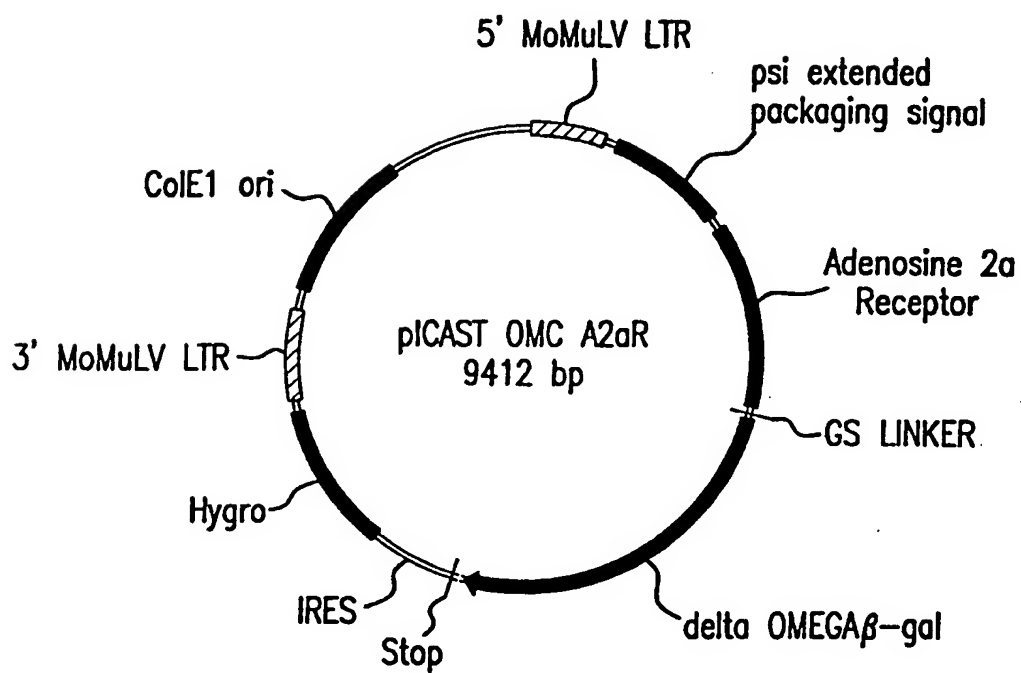 5' MoMuLV LTR
psi extended
packaging signal
ColE1 ori
Adenosine 2a
Receptor
pICAST OMC A2aR
9412 bp
3' MoMuLV LTR
GS LINKER
Hygro
IRES
Stop
delta OMEGAβ-gal